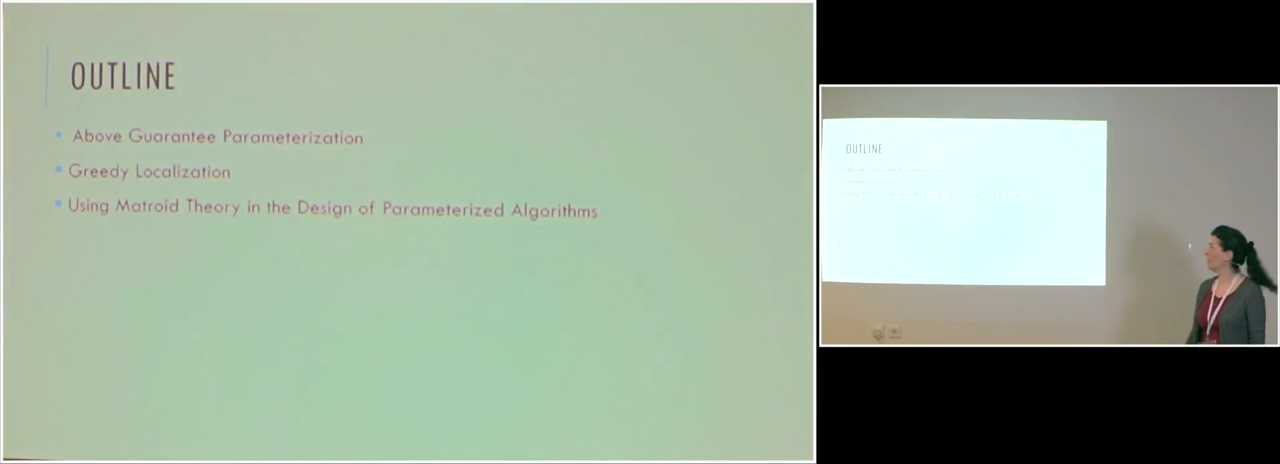 OUTLINE
Above Guarantee Parameterization
Greedy Localization
Using Matroid Theory in the Design of Parameterized Algorithms
OUTLINE